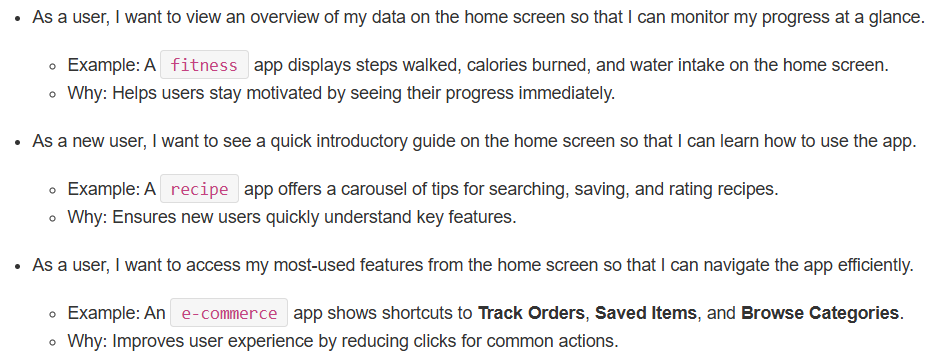 As a user, I want to view an overview of my data on the home screen so that I can monitor my progress at a glance.
Example: A fitness app displays steps walked, calories burned, and water intake on the home screen.
Why: Helps users stay motivated by seeing their progress immediately.
As a new user, I want to see a quick introductory guide on the home screen so that I can learn how to use the app.
Example: A recipe app offers a carousel of tips for searching, saving, and rating recipes.
Why: Ensures new users quickly understand key features.
As a user, I want to access my most-used features from the home screen so that I can navigate the app efficiently.
Example: An e-commerce app shows shortcuts to Track Orders, Saved Items, and Browse Categories.
Why: Improves user experience by reducing clicks for common actions.